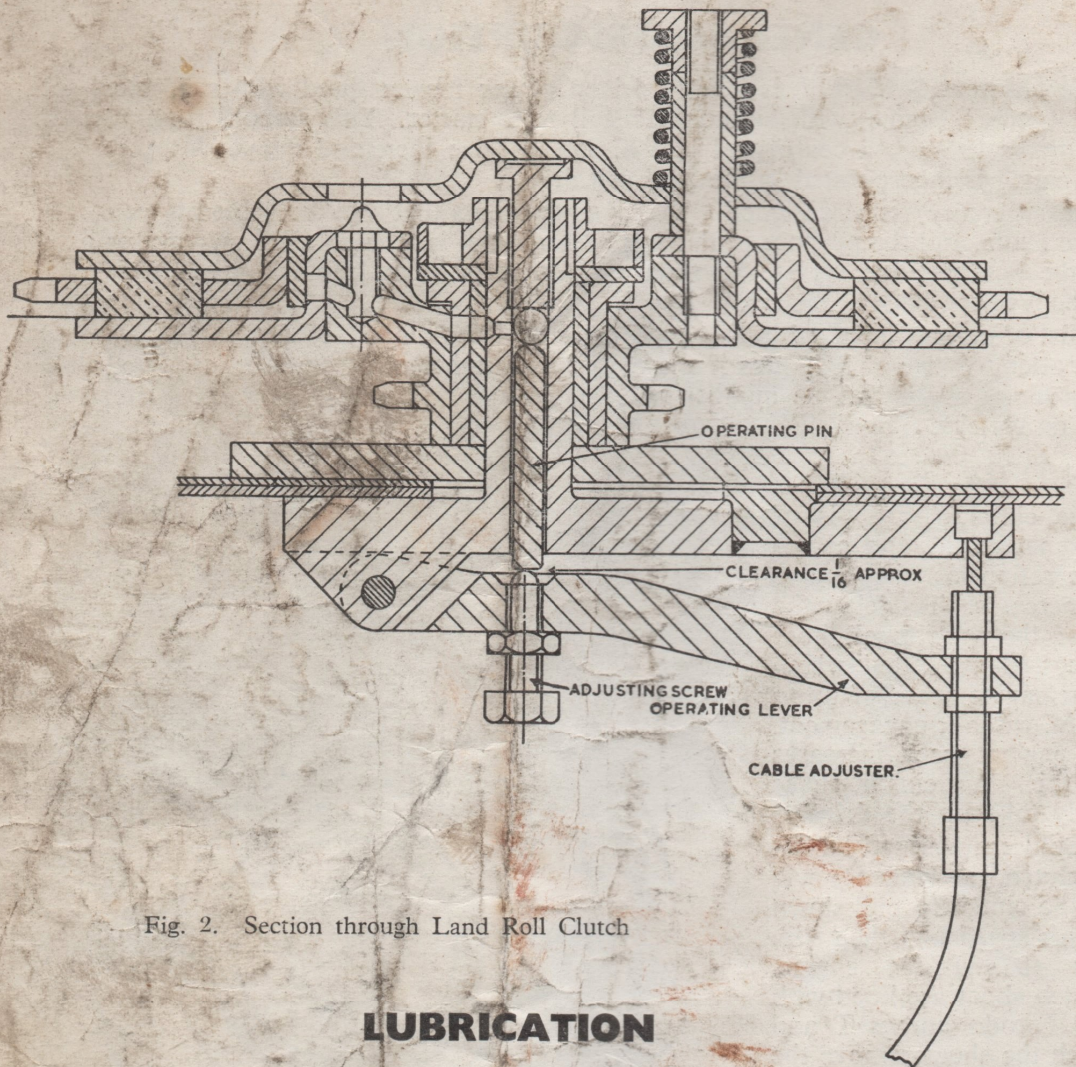 OPERATING PIN
CLEARANCE 1/16 APPROX
ADJUSTING SCREW
OPERATING LEVER
CABLE ADJUSTER.
Fig. 2. Section through Land Roll Clutch
LUBRICATION